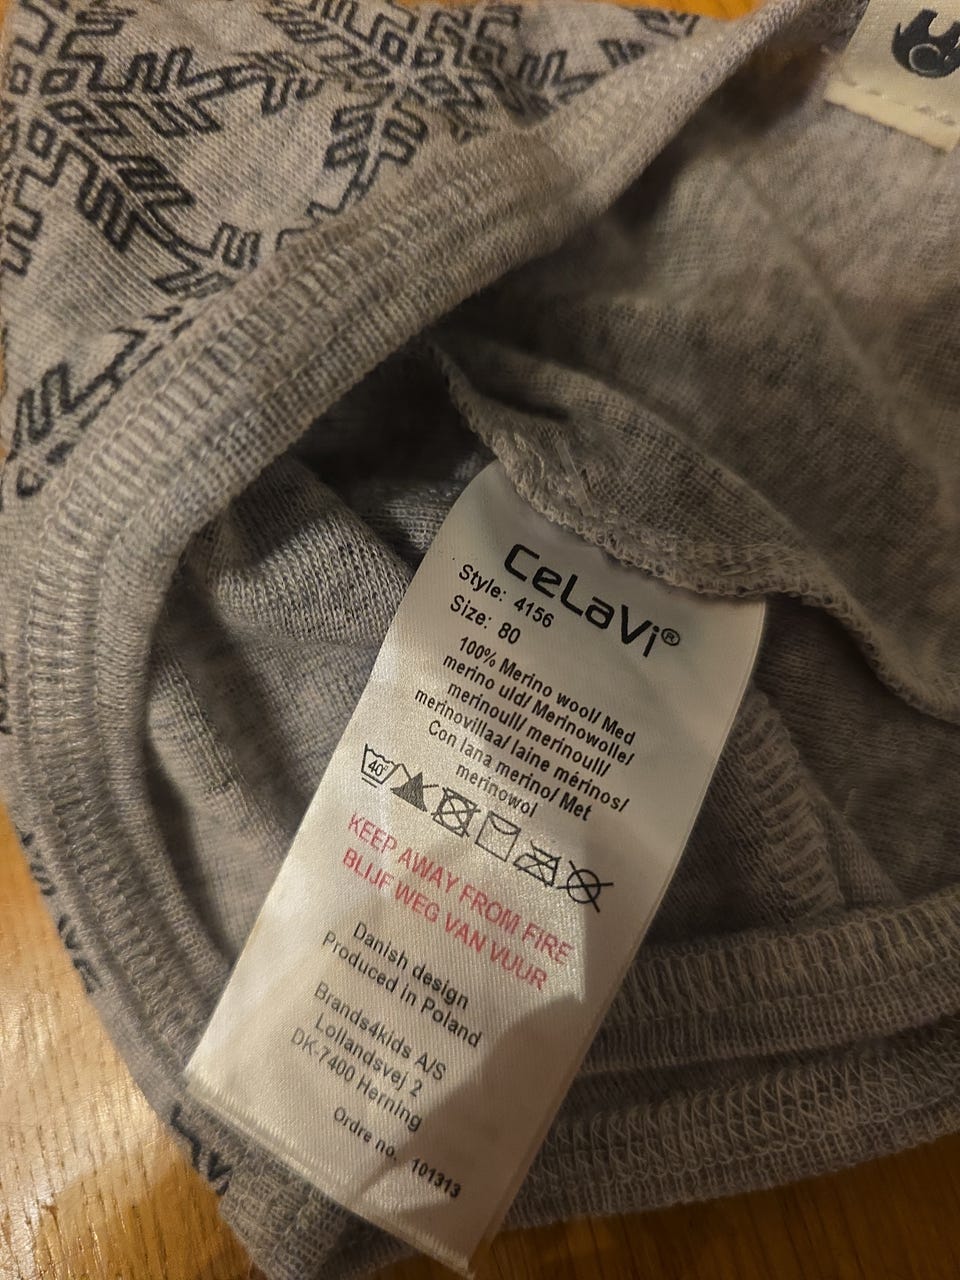 CeLaVi®
Style: 4156
Size: 80
100% Merino wool/ Med
merino uld/ Merinowolle/
merinoull/ merinoull/
merinovillaa/ laine mérinos/
Con lana merino/ Met
merinowol
40°
KEEP AWAY FROM FIRE
BLIJF WEG VAN VUUR
Danish design
Produced in Poland
Brands4kids A/S
Lollandsvej 2
DK-7400 Herning
Ordre no. 101313